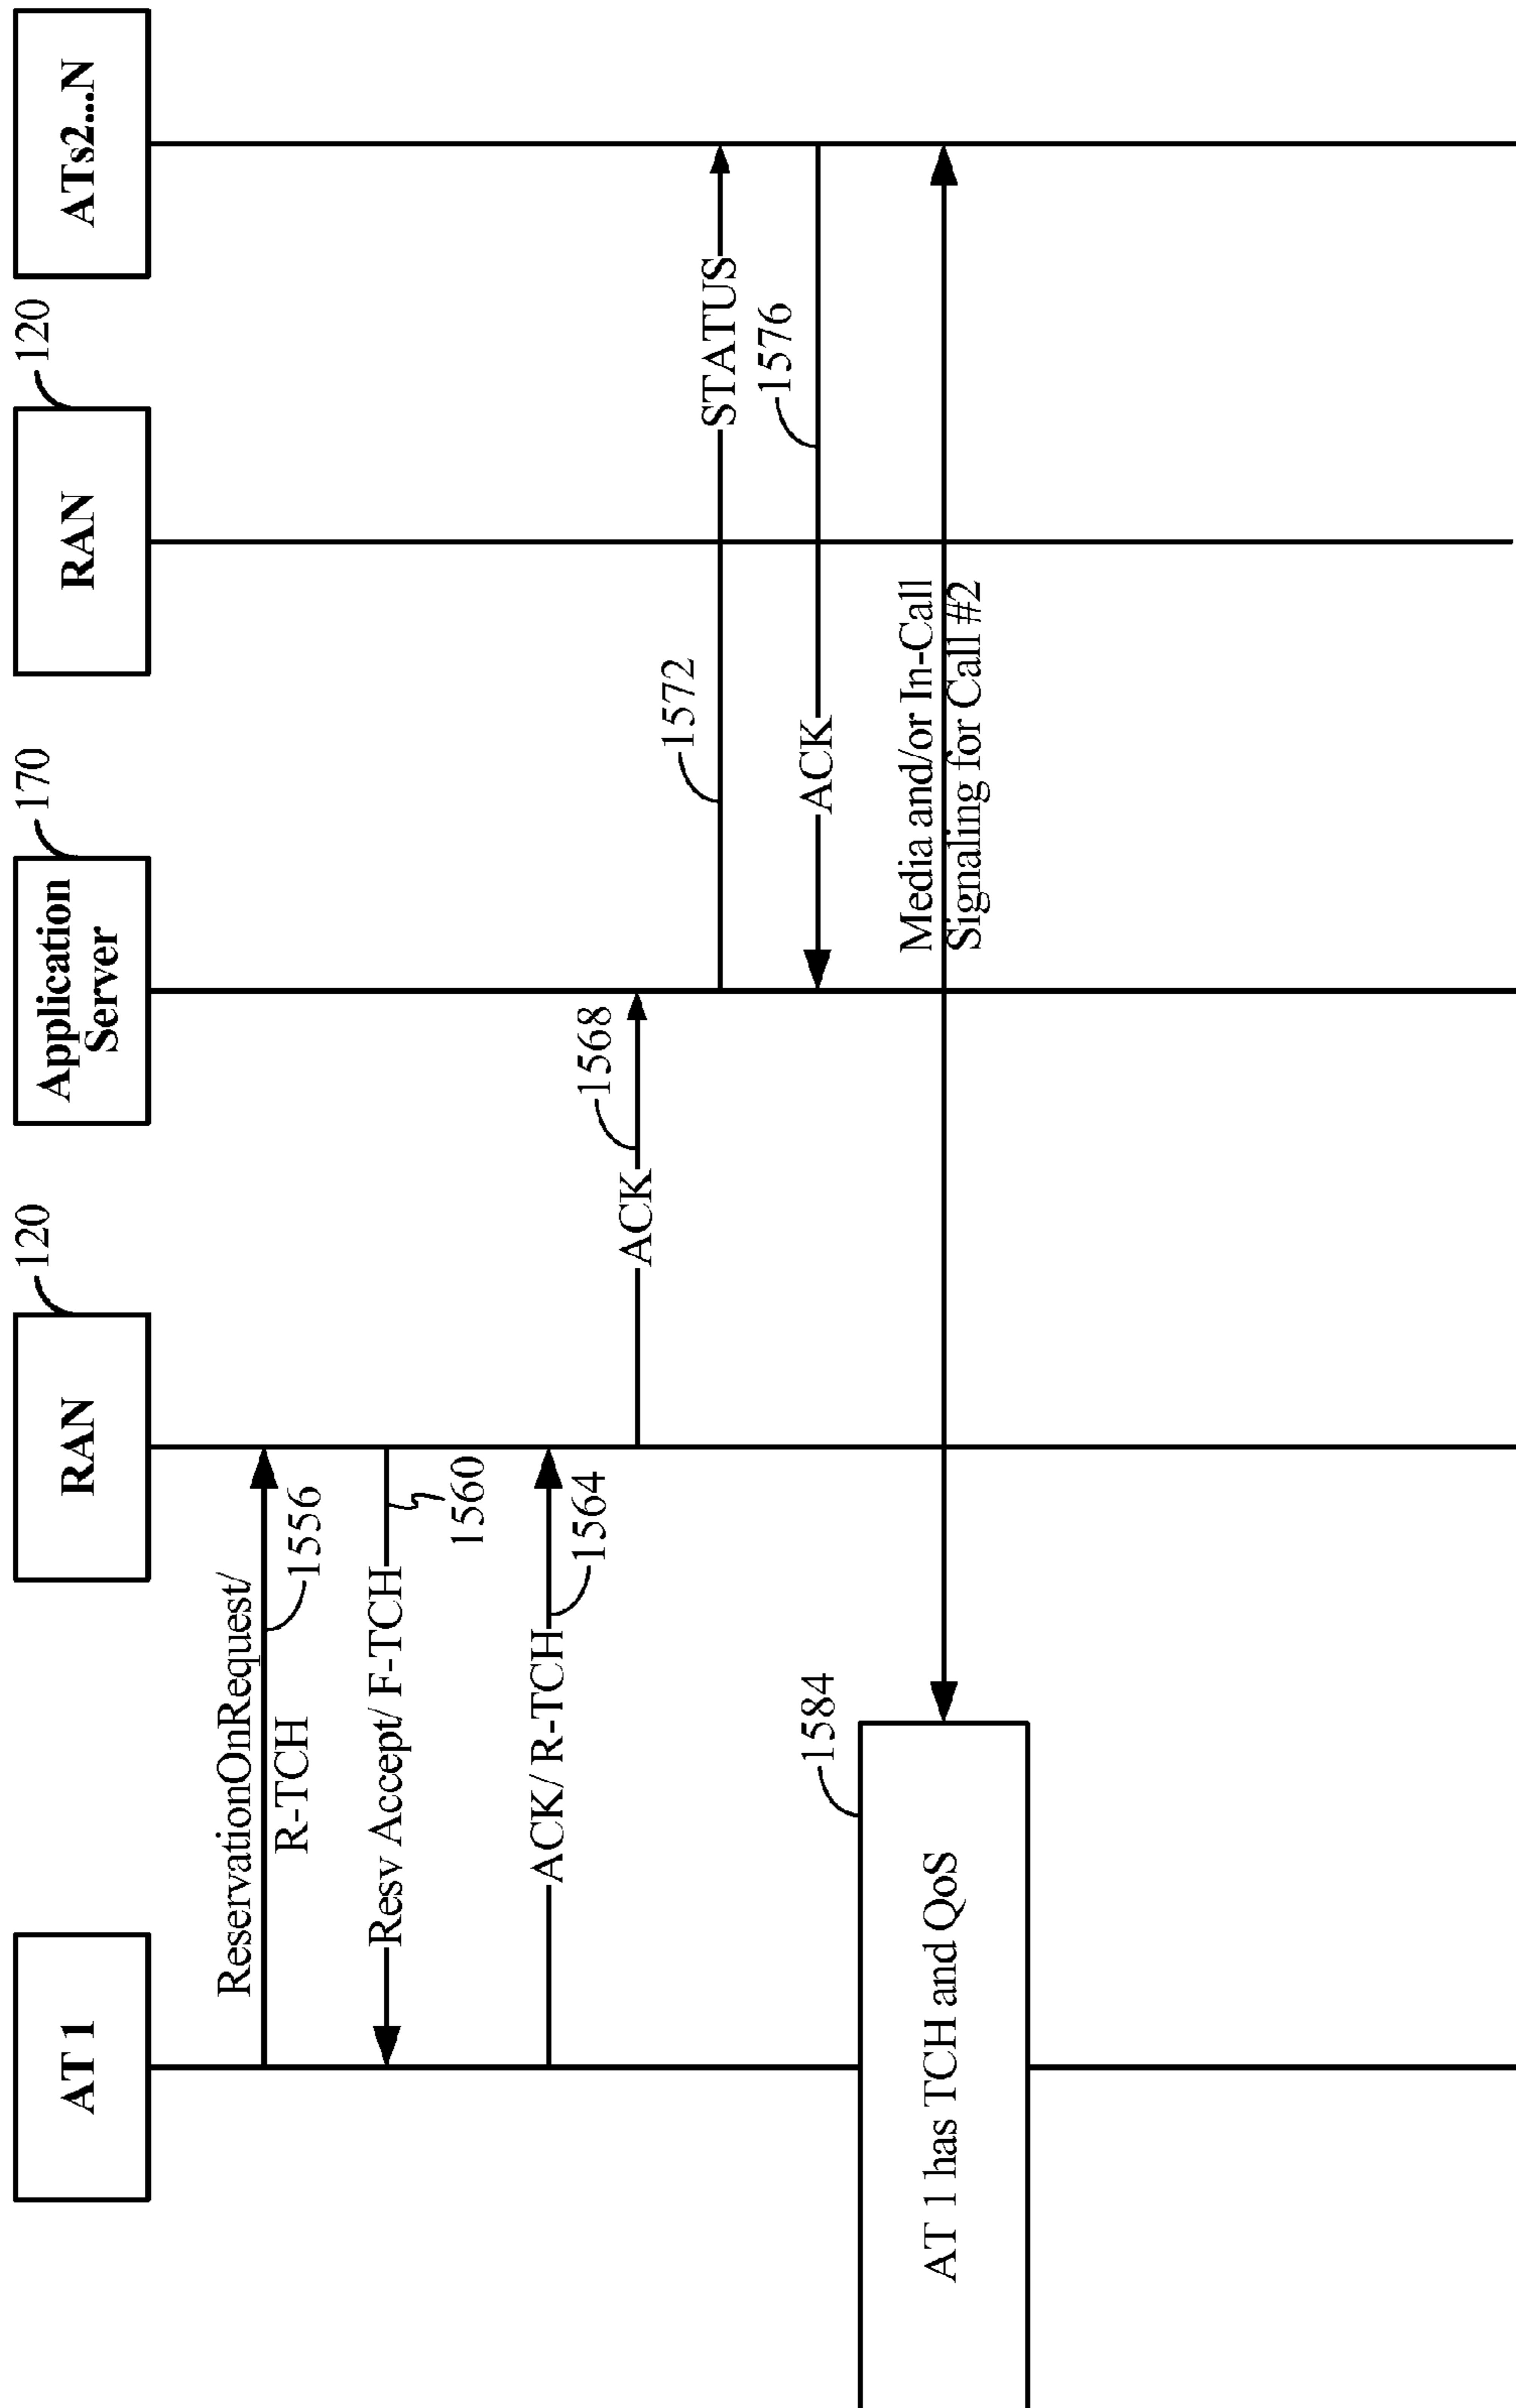 AT 1
RAN
120
Application
Server
170
RAN
120
ATs2...N
ReservationOnRequest/
R-TCH
1556
Resv Accept/ F-TCH
1560
ACK/ R-TCH
1564
ACK
1568
1572
STATUS
ACK
1576
1584
AT 1 has TCH and QoS
Media and/or In-Call
Signaling for Call #2